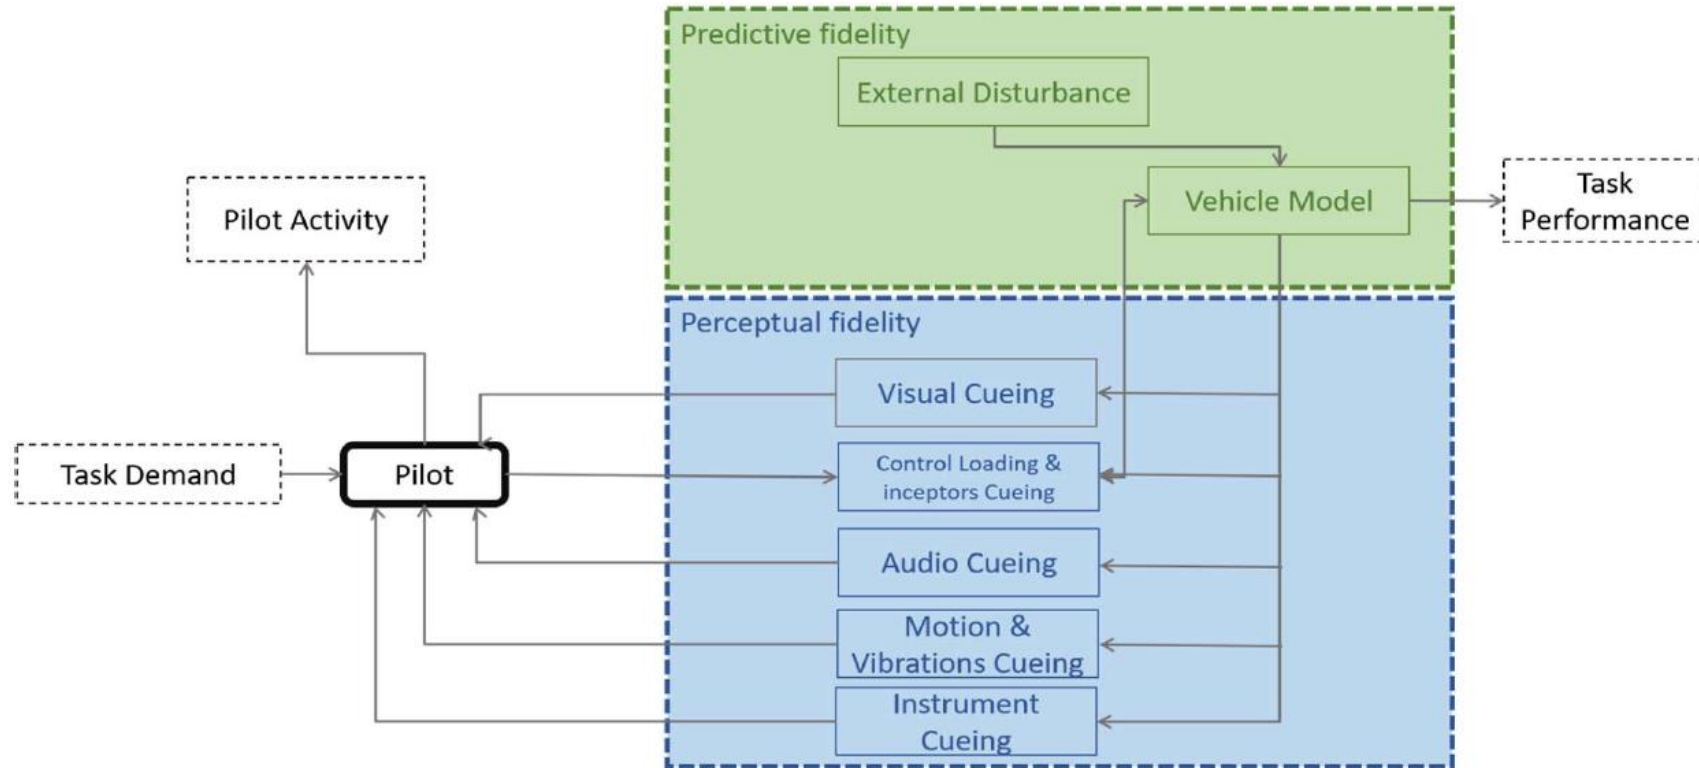 Predictive fidelity
External Disturbance
Vehicle Model
Task
Performance
Pilot Activity
Perceptual fidelity
Visual Cueing
Task Demand
Pilot
Control Loading &
inceptors Cueing
Audio Cueing
Motion &
Vibrations Cueing
Instrument
Cueing